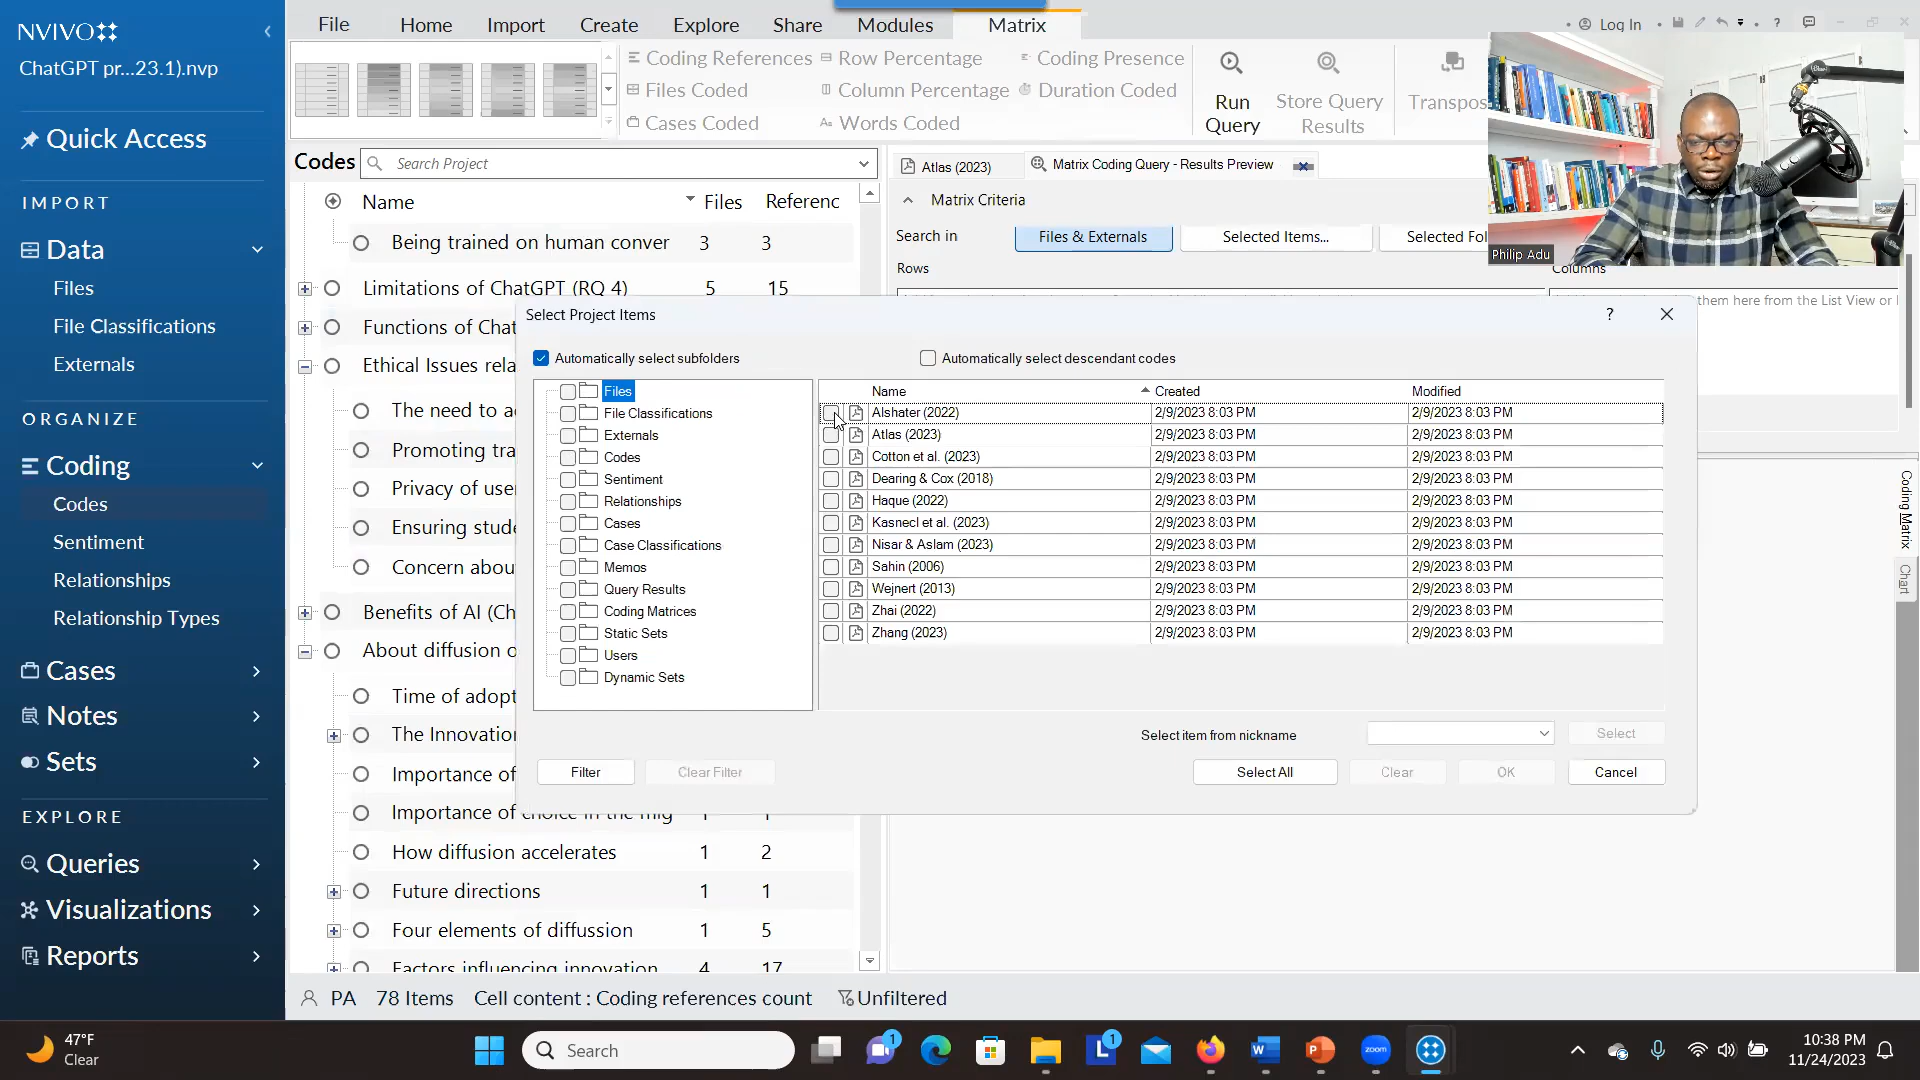 NVIVO
ChatGPT pr...23.1).nvp
Quick Access
IMPORT
Data
Files
File Classifications
Externals
ORGANIZE
Coding
Codes
Sentiment
Relationships
Relationship Types
Cases
Notes
Sets
EXPLORE
Queries
Visualizations
Reports
File
Home
Import
Create
Explore
Share
Modules
Matrix
Log In
Coding References
Row Percentage
Coding Presence
Files Coded
Column Percentage
Duration Coded
Cases Coded
Words Coded
Run Query
Store Query Results
Transpos
Philip Adu
Codes
Search Project
Name Files Referenc
Being trained on human conver 3 3
Limitations of ChatGPT (RQ 4) 5 15
Functions of Chat
Ethical Issues rela
The need to a
Promoting tra
Privacy of use
Ensuring stude
Concern abou
Benefits of AI (Ch
About diffusion o
Time of adopt
The Innovation
Importance of
Importance of choice in the mig 1 1
How diffusion accelerates 1 2
Future directions 1 1
Four elements of diffussion 1 5
Factors influencing innovation 4 17
Atlas (2023)
Matrix Coding Query - Results Preview
Matrix Criteria
Search in
Files & Externals
Selected Items...
Selected Fol
Rows
Columns
them here from the List View or
Coding Matrix
Chart
Select Project Items
?
Automatically select subfolders
Automatically select descendant codes
Files
File Classifications
Externals
Codes
Sentiment
Relationships
Cases
Case Classifications
Memos
Query Results
Coding Matrices
Static Sets
Users
Dynamic Sets
Name Created Modified
Alshater (2022) 2/9/2023 8:03 PM 2/9/2023 8:03 PM
Atlas (2023) 2/9/2023 8:03 PM 2/9/2023 8:03 PM
Cotton et al. (2023) 2/9/2023 8:03 PM 2/9/2023 8:03 PM
Dearing & Cox (2018) 2/9/2023 8:03 PM 2/9/2023 8:03 PM
Haque (2022) 2/9/2023 8:03 PM 2/9/2023 8:03 PM
Kasnecl et al. (2023) 2/9/2023 8:03 PM 2/9/2023 8:03 PM
Nisar & Aslam (2023) 2/9/2023 8:03 PM 2/9/2023 8:03 PM
Sahin (2006) 2/9/2023 8:03 PM 2/9/2023 8:03 PM
Wejnert (2013) 2/9/2023 8:03 PM 2/9/2023 8:03 PM
Zhai (2022) 2/9/2023 8:03 PM 2/9/2023 8:03 PM
Zhang (2023) 2/9/2023 8:03 PM 2/9/2023 8:03 PM
Select item from nickname
Select
Filter
Clear Filter
Select All
Clear
OK
Cancel
PA 78 Items Cell content : Coding references count Unfiltered
47°F
Clear
Search
1
1
zoom
10:38 PM
11/24/2023